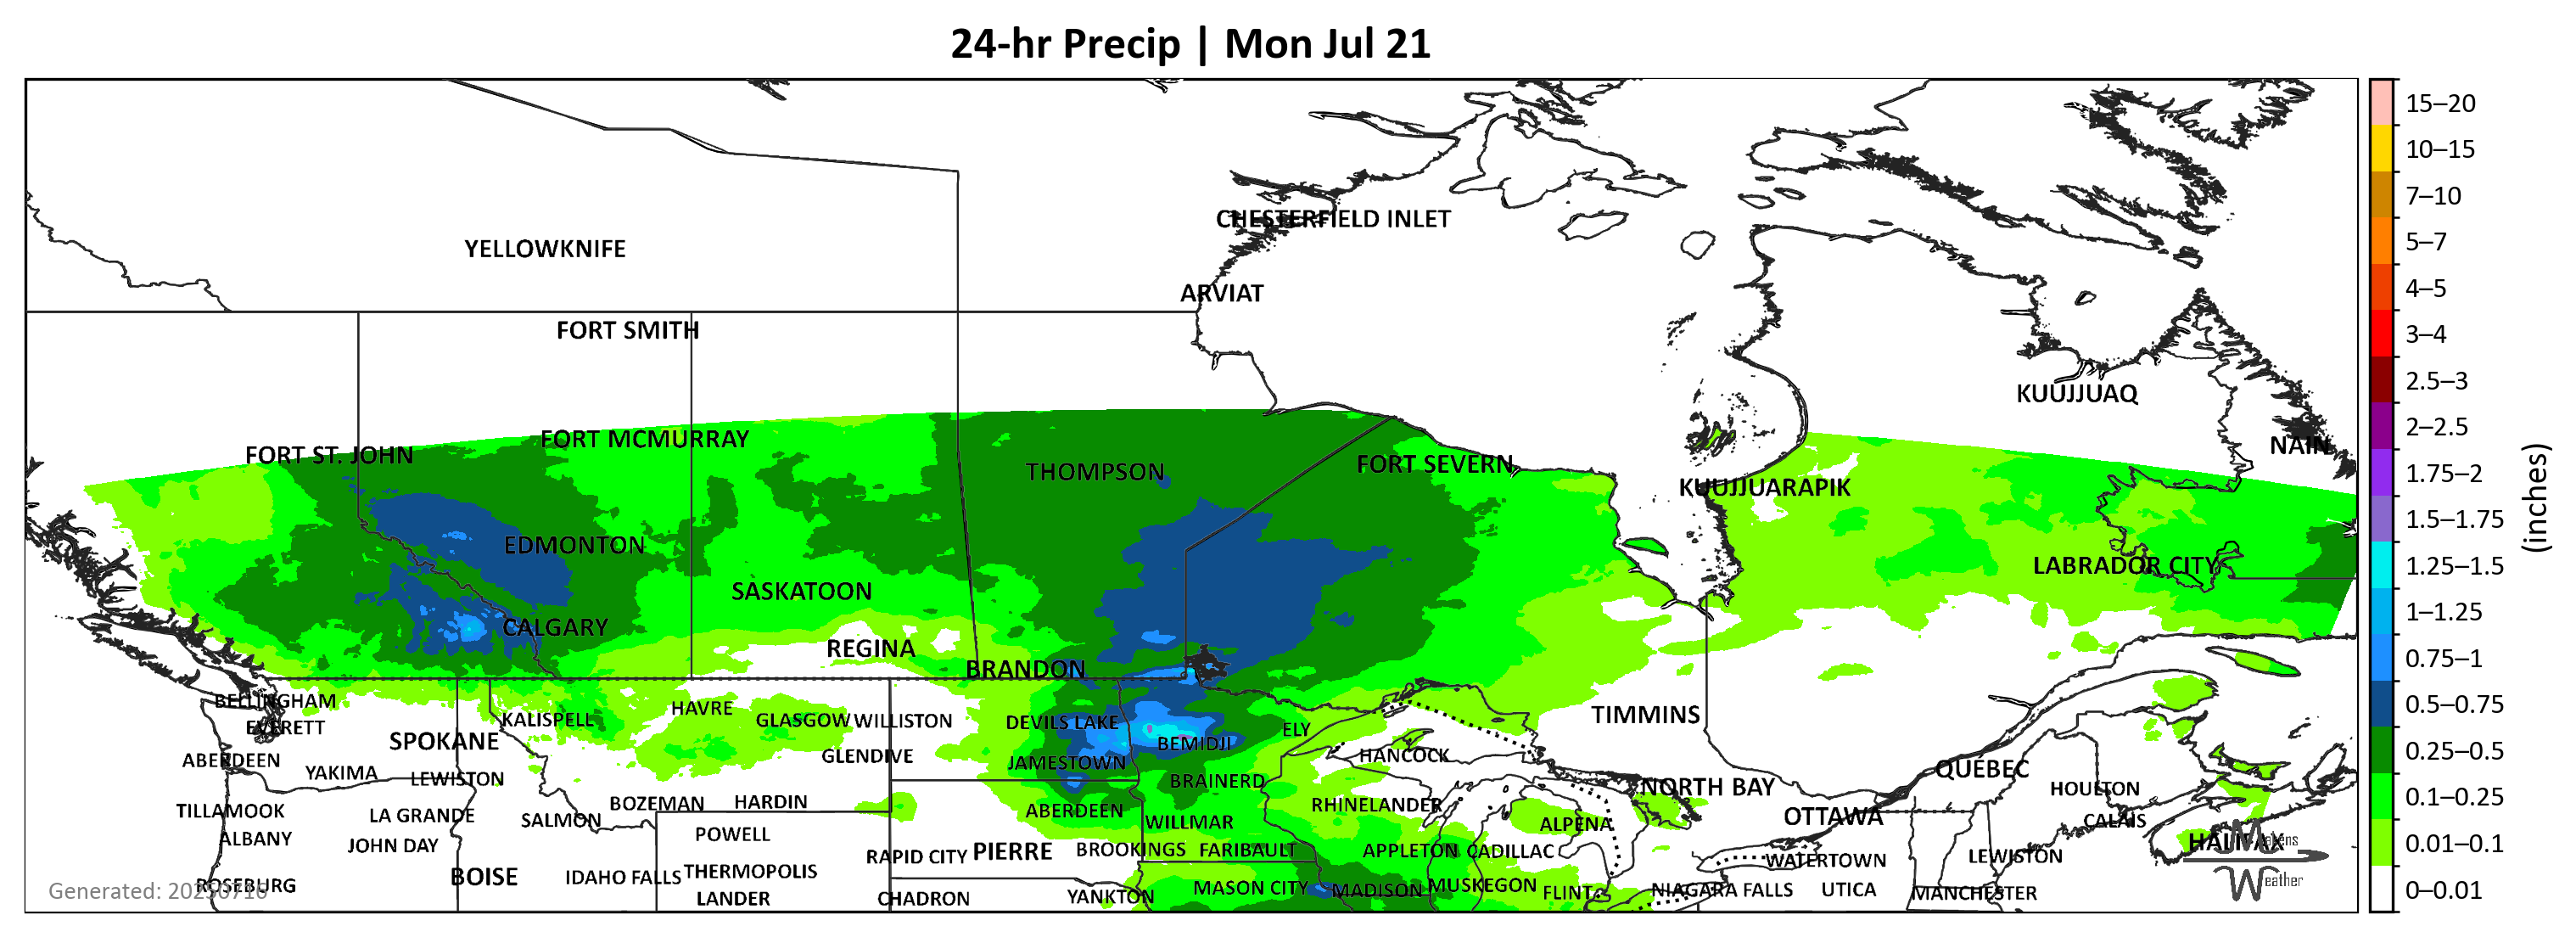 24-hr Precip | Mon Jul 21
CHESTERFIELD INLET
YELLOWKNIFE
ARVIAT
FORT SMITH
KUUJJUAQ
FORT MCMURRAY
NAIN
FORT ST. JOHN
FORT SEVERN
THOMPSON
KUUJJUARAPIK
EDMONTON
LABRADOR CITY
SASKATOON
CALGARY
REGINA
BRANDON
BELLINGHAM
HAVRE
TIMMINS
KALISPELL
GLASGOW WILLISTON
DEVILS LAKE
EVERETT
ELY
SPOKANE
BEMIDJI
GLENDIVE
HANCOCK
ABERDEEN
JAMESTOWN
QUÉBEC
YAKIMA
LEWISTON
BRAINERD
NORTH BAY
HOULTON
BOZEMAN
HARDIN
RHINELANDER
TILLAMOOK
ABERDEEN
LA GRANDE
OTTAWA
SALMON
WILLMAR
ALPENA
CALAIS
POWELL
ALBANY
HALIFAX
Matens
JOHN DAY
BROOKINGS
FARIBAULT
APPLETON
CADILLAC
PIERRE
RAPID CITY
LEWISTON
WATERTOWN
THERMOPOLIS
BOISE
IDAHO FALLS
Weather
ROSEBURG
Generated: 20250716
MASON CITY
MADISON
MUSKEGON
FLINT
NIAGARA FALLS
UTICA
MANCHESTER
LANDER
CHADRON
YANKTON
15–20
10–15
7–10
5–7
4–5
3–4
2.5–3
2–2.5
1.75–2
1.5–1.75
1.25–1.5
1–1.25
0.75–1
0.5–0.75
0.25–0.5
0.1–0.25
0.01–0.1
0–0.01
(inches)